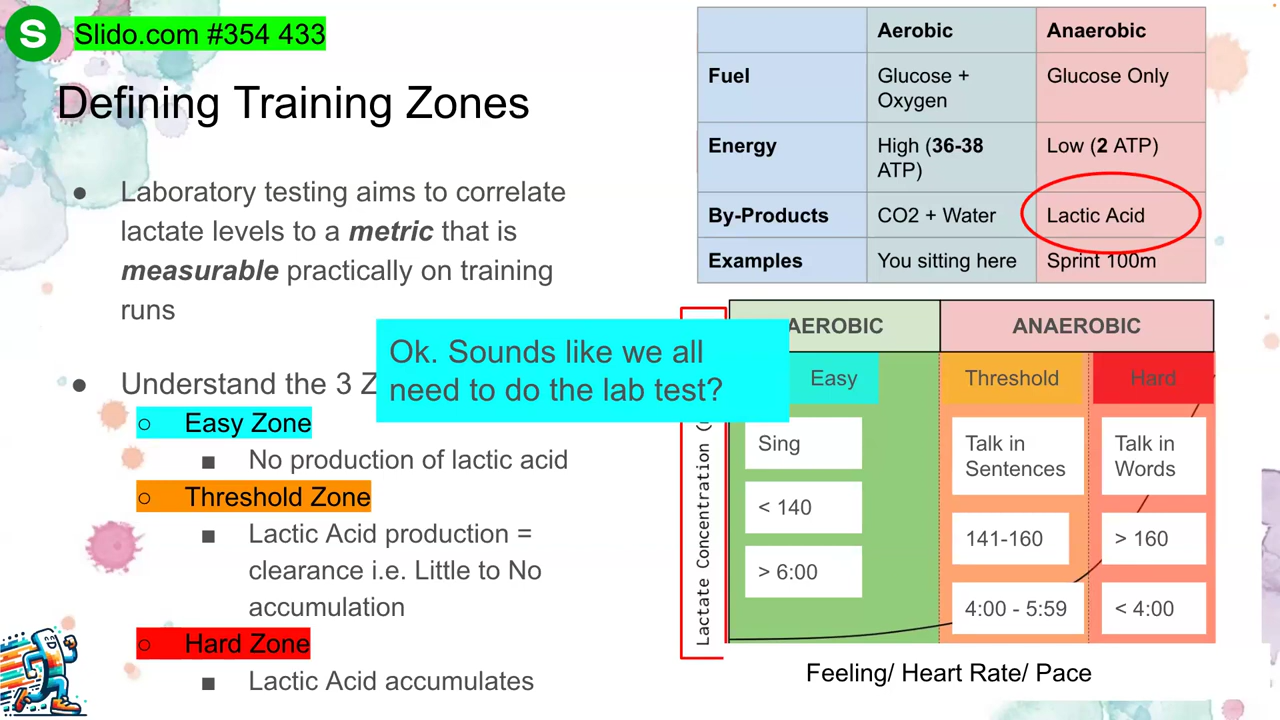 S
Slido.com #354 433
Defining Training Zones
● Laboratory testing aims to correlate
lactate levels to a metric that is
measurable practically on training
runs
● Understand the 3 Z
○ Easy Zone
■ No production of lactic acid
○ Threshold Zone
■ Lactic Acid production =
clearance i.e. Little to No
accumulation
○ Hard Zone
■ Lactic Acid accumulates
Ok. Sounds like we all
need to do the lab test?
Aerobic Anaerobic
Fuel Glucose + Oxygen Glucose Only
Energy High (36-38 ATP) Low (2 ATP)
By-Products CO2 + Water Lactic Acid
Examples You sitting here Sprint 100m
AEROBIC ANAEROBIC
Easy Threshold Hard
Sing Talk in Sentences Talk in Words
< 140 141-160 > 160
> 6:00 4:00 - 5:59 < 4:00
Lactate Concentration
Feeling/ Heart Rate/ Pace